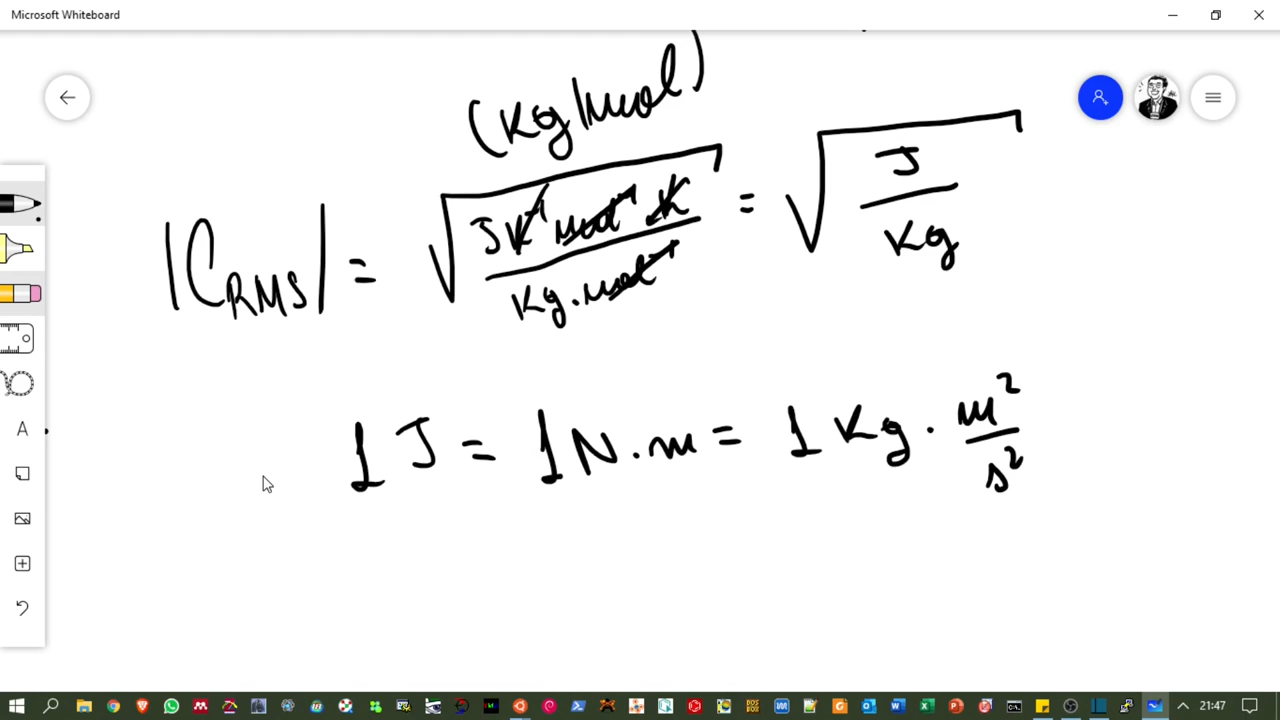 Microsoft Whiteboard
(Kg/mol)
|C_RMS| = √(J K⁻¹ mol⁻¹ K / Kg.mol⁻¹) = √(J / Kg)
1 J = 1 N.m = 1 Kg . m² / s²
A
21:47